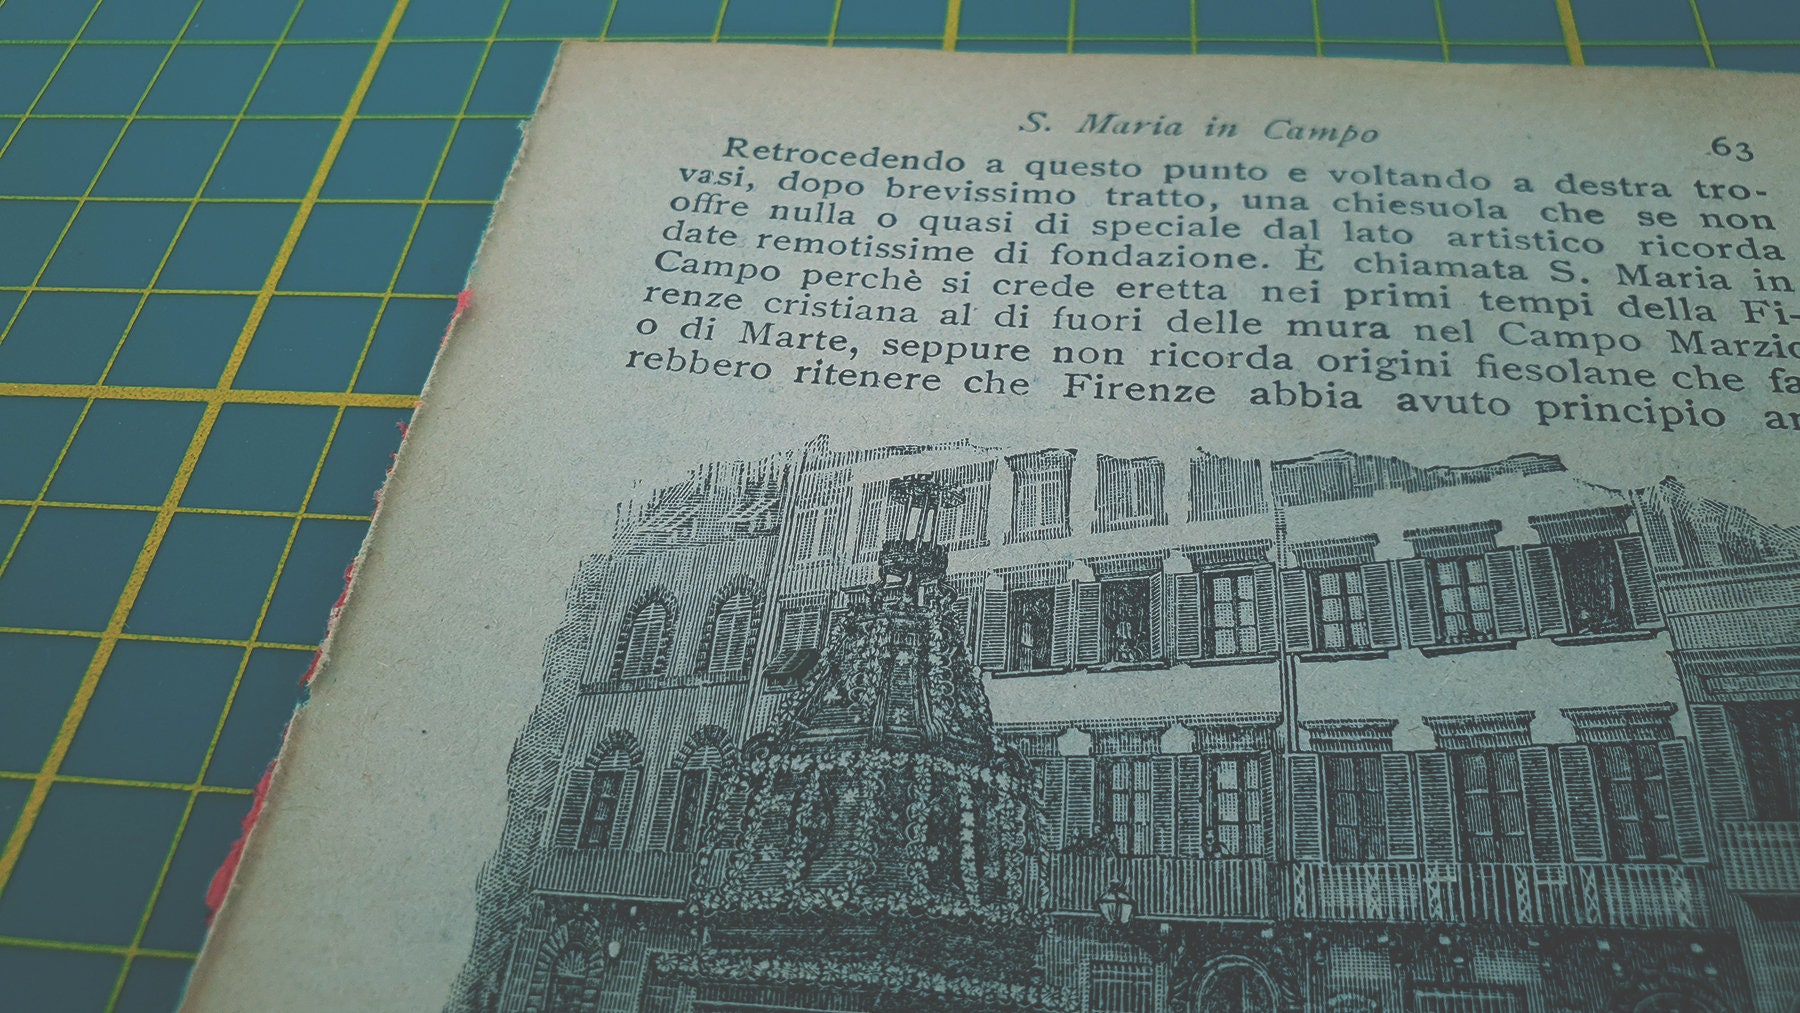 S. Maria in Campo
63
Retrocedendo a questo punto e voltando a destra tro-
vasi, dopo brevissimo tratto, una chiesuola che se non
offre nulla o quasi di speciale dal lato artistico ricorda
date remotissime di fondazione. È chiamata S. Maria in
Campo perchè si crede eretta nei primi tempi della Fi-
renze cristiana al di fuori delle mura nel Campo Marzio
o di Marte, seppure non ricorda origini fiesolane che fa
rebbero ritenere che Firenze abbia avuto principio an